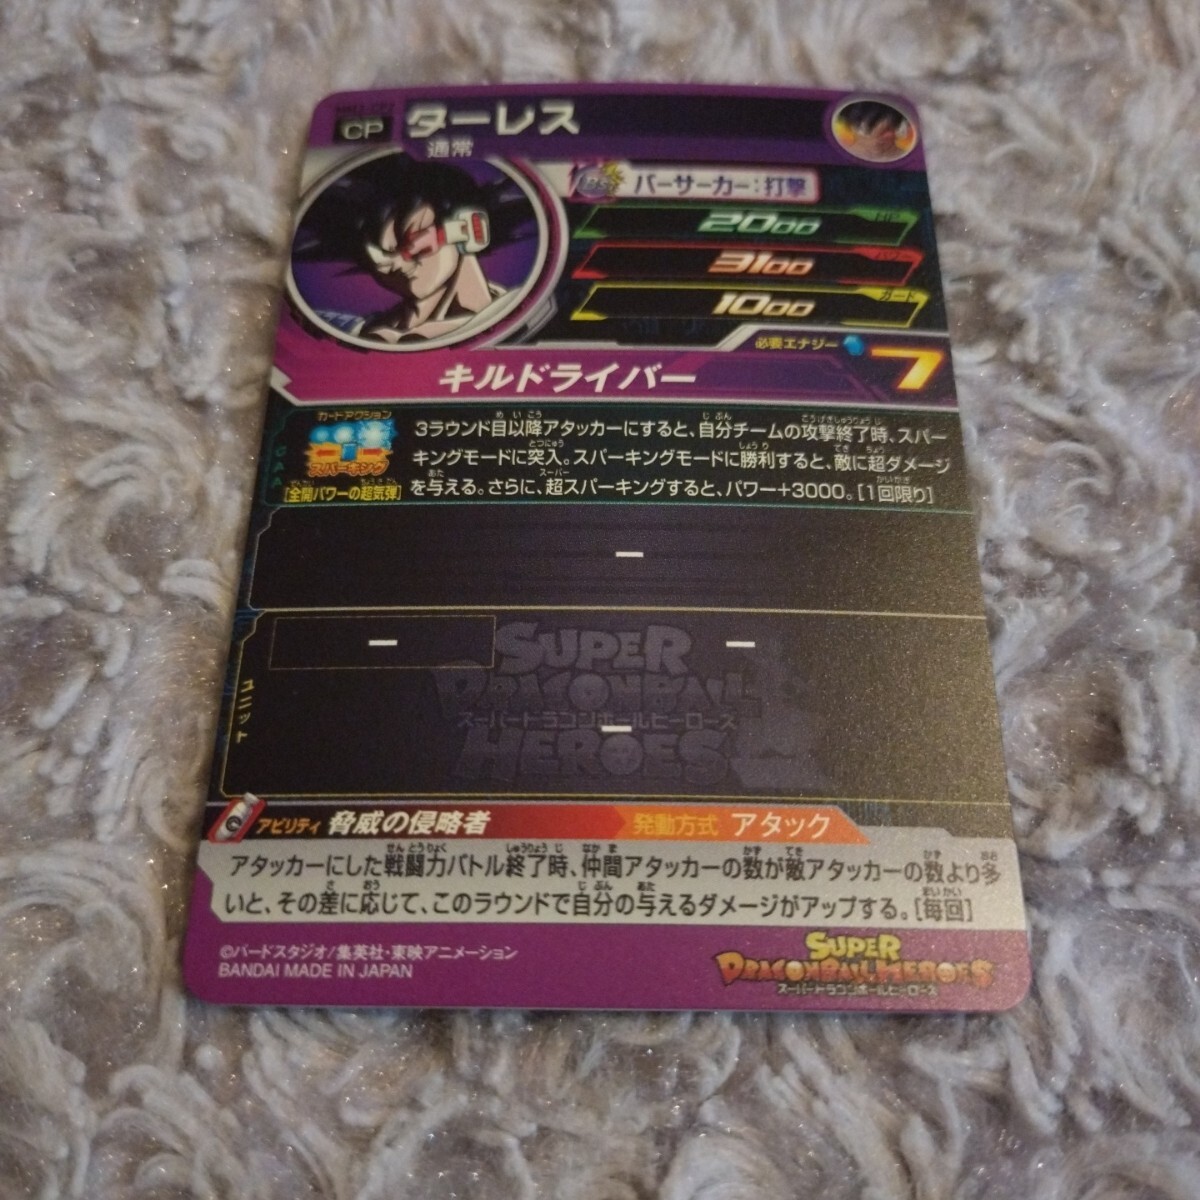 CP
ターレス
通常
BS
バーサーカー:打撃
2000
HP
3100
パワー
1000
ガード
必要エナジー 7
キルドライバー
カードアクション
スパーキング
[全開パワーの超気弾]
CAA
3ラウンド目以降アタッカーにすると、自分チームの攻撃終了時、スパー
キングモードに突入。スパーキングモードに勝利すると、敵に超ダメージ
を与える。さらに、超スパーキングすると、パワー+3000。[1回限り]
ー
ユニット
ー
ー
ー
SUPER
DRAGONBALL
スーパードラゴンボールヒーローズ
HEROES
アビリティ 脅威の侵略者
発動方式 アタック
アタッカーにした戦闘力バトル終了時、仲間アタッカーの数が敵アタッカーの数より多
いと、その差に応じて、このラウンドで自分の与えるダメージがアップする。[毎回]
©バードスタジオ/集英社・東映アニメーション
BANDAI MADE IN JAPAN
SUPER
DRAGONBALL HEROES
スーパードラゴンボールヒーローズ